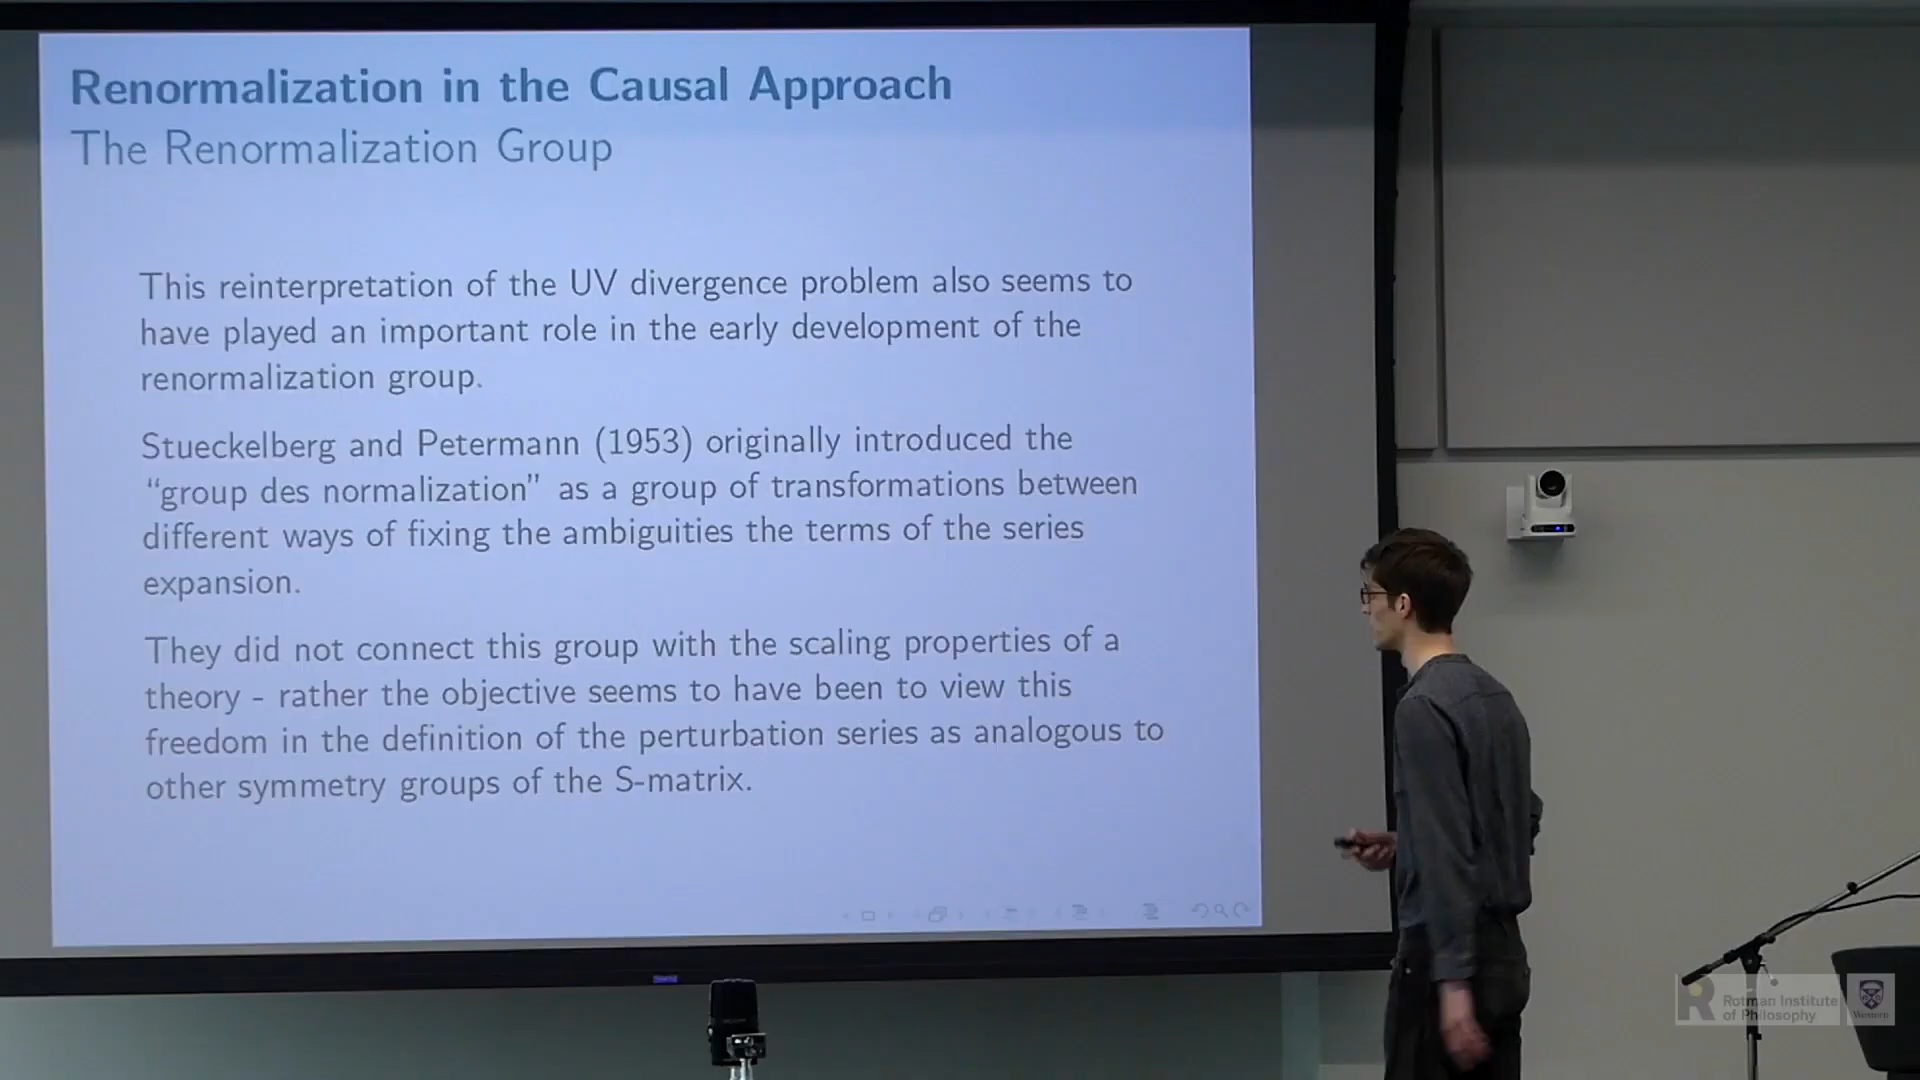 Renormalization in the Causal Approach
The Renormalization Group
This reinterpretation of the UV divergence problem also seems to
have played an important role in the early development of the
renormalization group.
Stueckelberg and Petermann (1953) originally introduced the
“group des normalization” as a group of transformations between
different ways of fixing the ambiguities the terms of the series
expansion.
They did not connect this group with the scaling properties of a
theory - rather the objective seems to have been to view this
freedom in the definition of the perturbation series as analogous to
other symmetry groups of the S-matrix.
R Rotman Institute
of Philosophy
Western